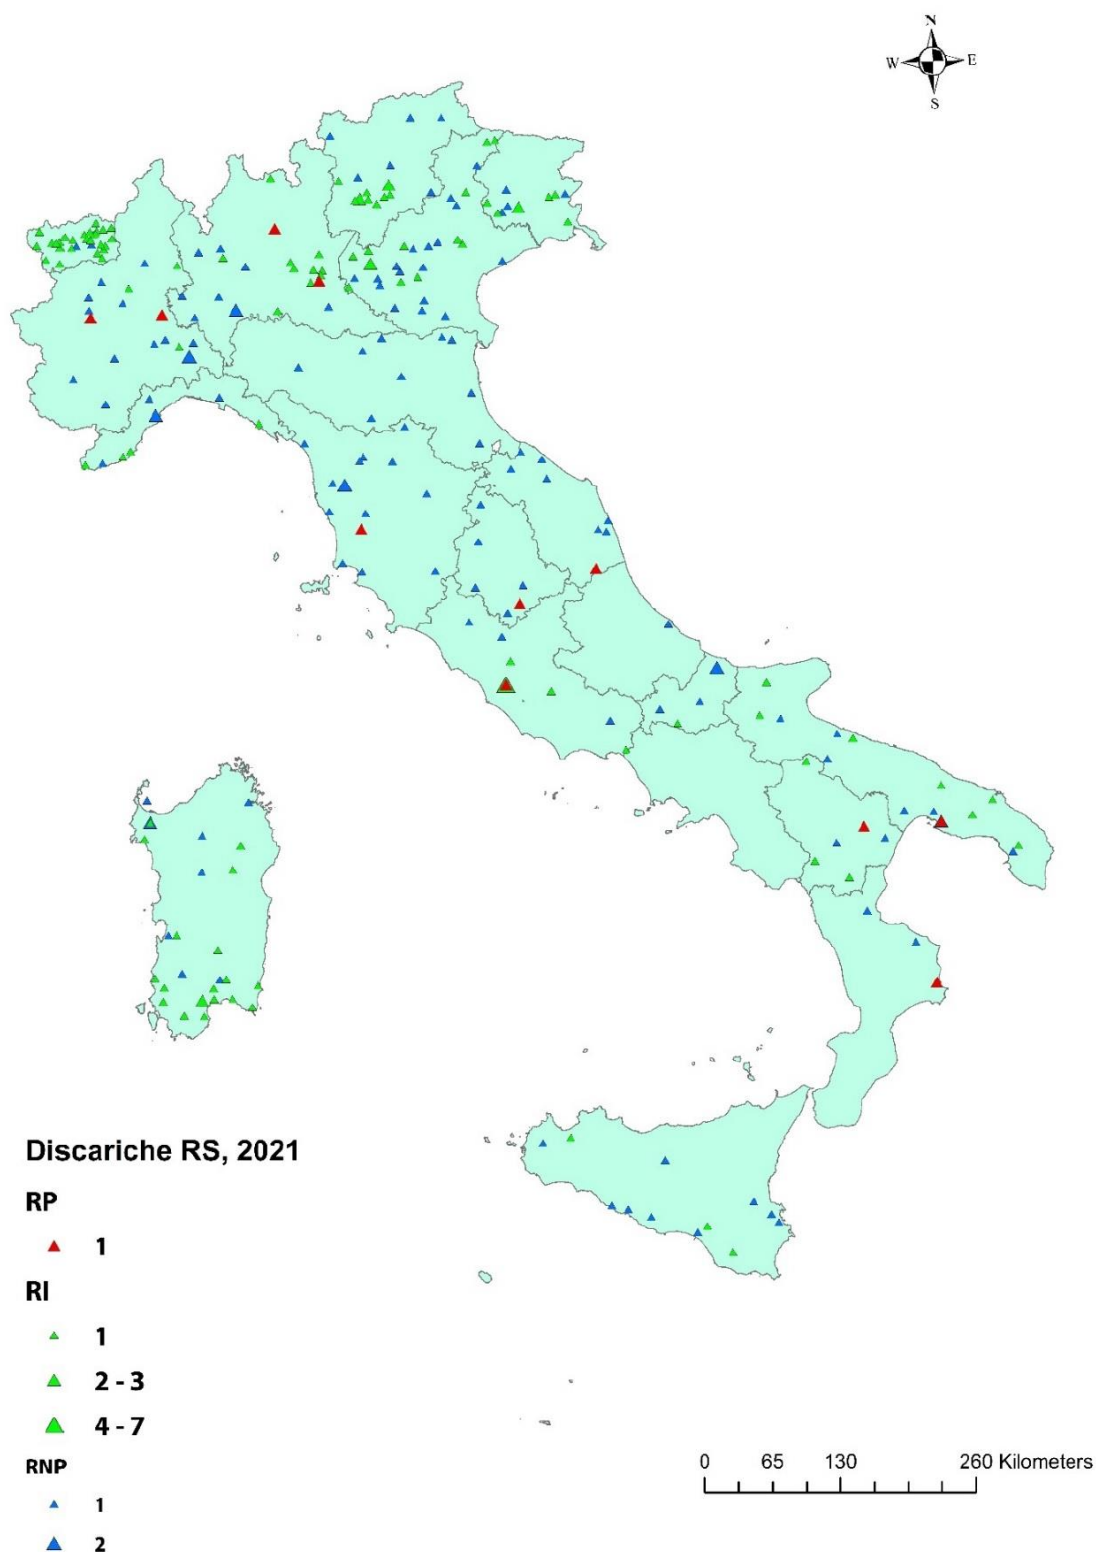 N
W E
S
Discariche RS, 2021
RP
1
RI
1
2 - 3
4 - 7
RNP
1
2
0 65 130 260 Kilometers